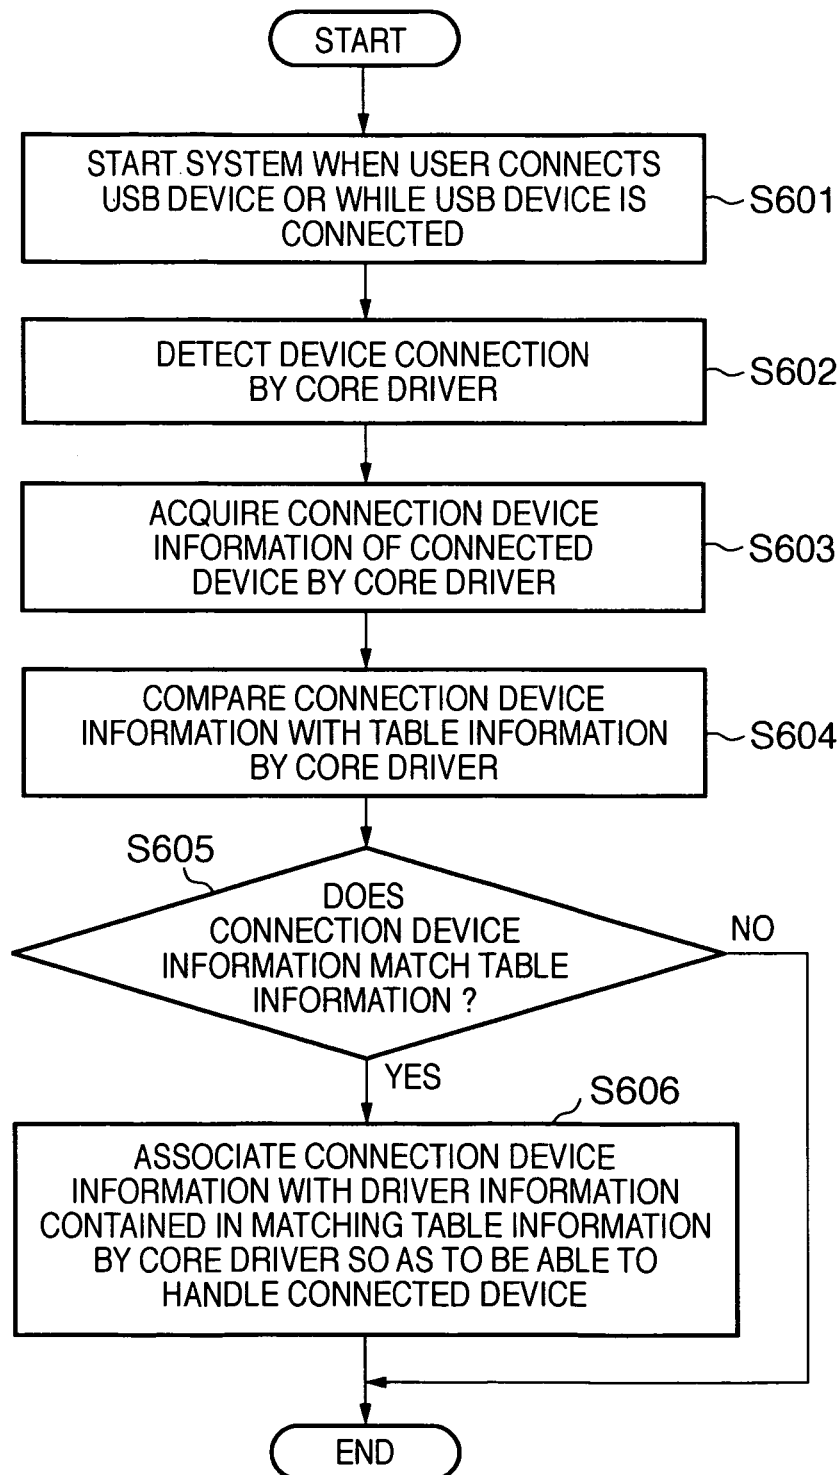 START
START SYSTEM WHEN USER CONNECTS
USB DEVICE OR WHILE USB DEVICE IS
CONNECTED
S601
DETECT DEVICE CONNECTION
BY CORE DRIVER
S602
ACQUIRE CONNECTION DEVICE
INFORMATION OF CONNECTED
DEVICE BY CORE DRIVER
S603
COMPARE CONNECTION DEVICE
INFORMATION WITH TABLE INFORMATION
BY CORE DRIVER
S604
S605
DOES
CONNECTION DEVICE
INFORMATION MATCH TABLE
INFORMATION ?
NO
YES
S606
ASSOCIATE CONNECTION DEVICE
INFORMATION WITH DRIVER INFORMATION
CONTAINED IN MATCHING TABLE INFORMATION
BY CORE DRIVER SO AS TO BE ABLE TO
HANDLE CONNECTED DEVICE
END